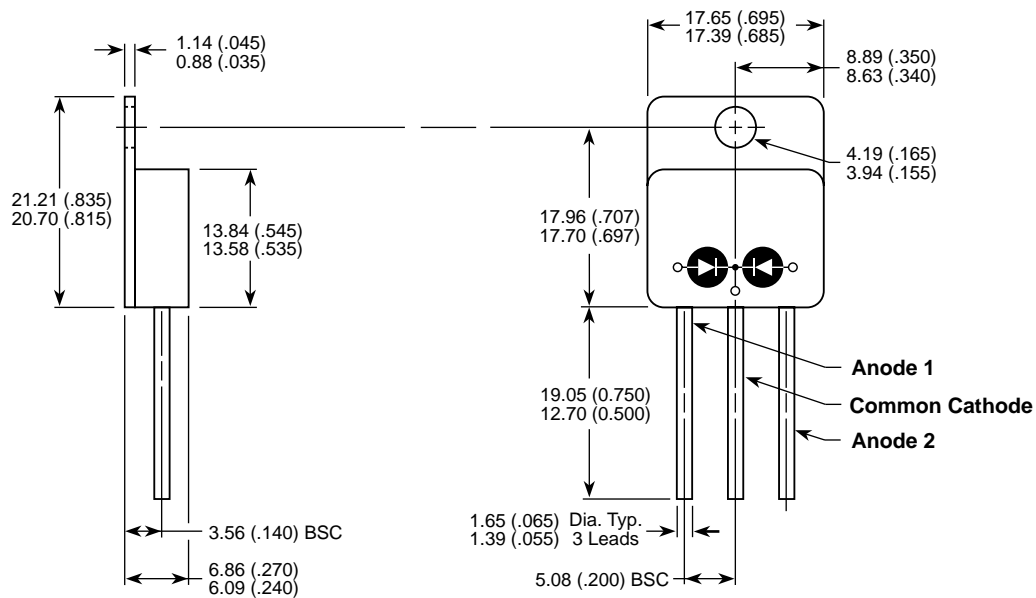 17.65 (.695)
17.39 (.685)
1.14 (.045)
0.88 (.035)
8.89 (.350)
8.63 (.340)
4.19 (.165)
3.94 (.155)
21.21 (.835)
20.70 (.815)
17.96 (.707)
17.70 (.697)
13.84 (.545)
13.58 (.535)
Anode 1
19.05 (0.750)
12.70 (0.500)
Common Cathode
Anode 2
3.56 (.140) BSC
1.65 (.065) Dia. Typ.
1.39 (.055) 3 Leads
6.86 (.270)
6.09 (.240)
5.08 (.200) BSC